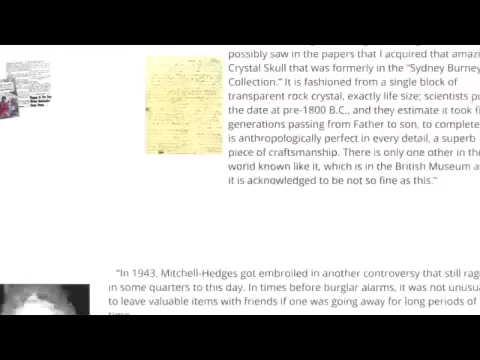 possibly saw in the papers that I acquired that amaz
Crystal Skull that was formerly in the "Sydney Burney
Collection." It is fashioned from a single block of
transparent rock crystal, exactly life size; scientists pu
the date at pre-1800 B.C., and they estimate it took fi
generations passing from Father to son, to complete
is anthropologically perfect in every detail, a superb
piece of craftsmanship. There is only one other in the
world known like it, which is in the British Museum a
it is acknowledged to be not so fine as this."
"In 1943, Mitchell-Hedges got embroiled in another controversy that still rag
in some quarters to this day. In times before burglar alarms, it was not unusua
to leave valuable items with friends if one was going away for long periods of